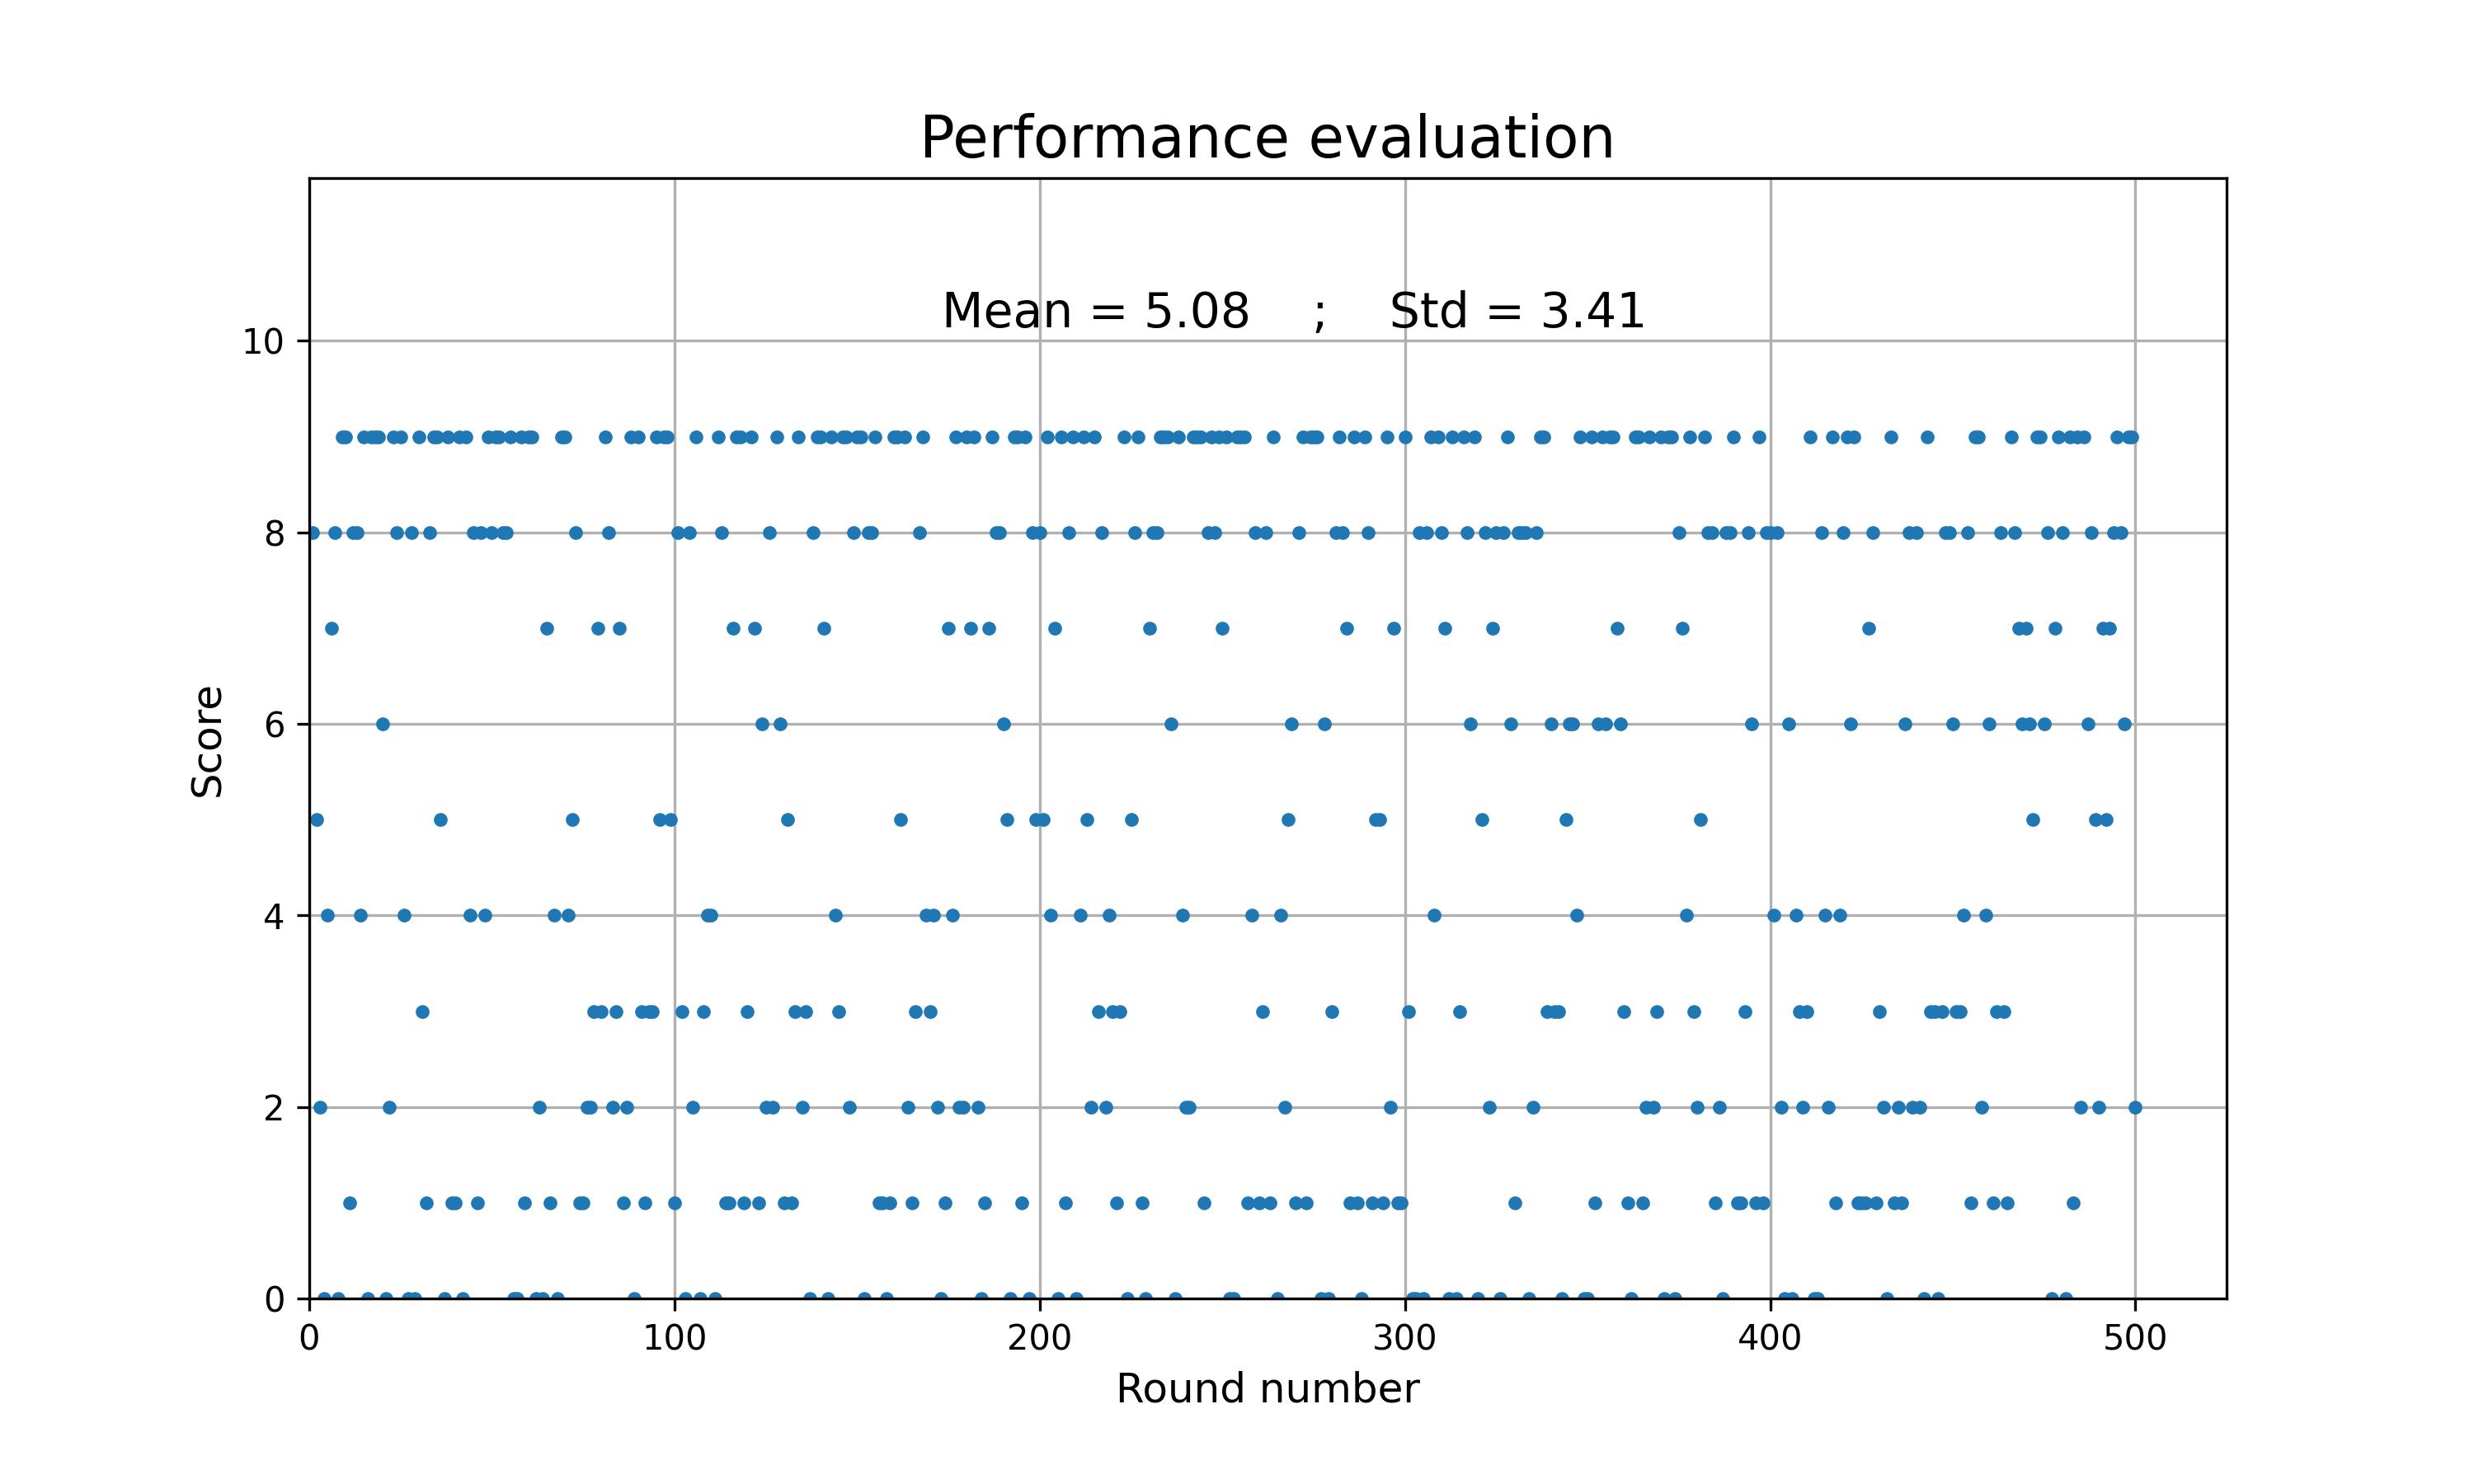 Performance evaluation
Mean = 5.08 ; Std = 3.41
10
8
6
4
2
0
Score
0 100 200 300 400 500
Round number